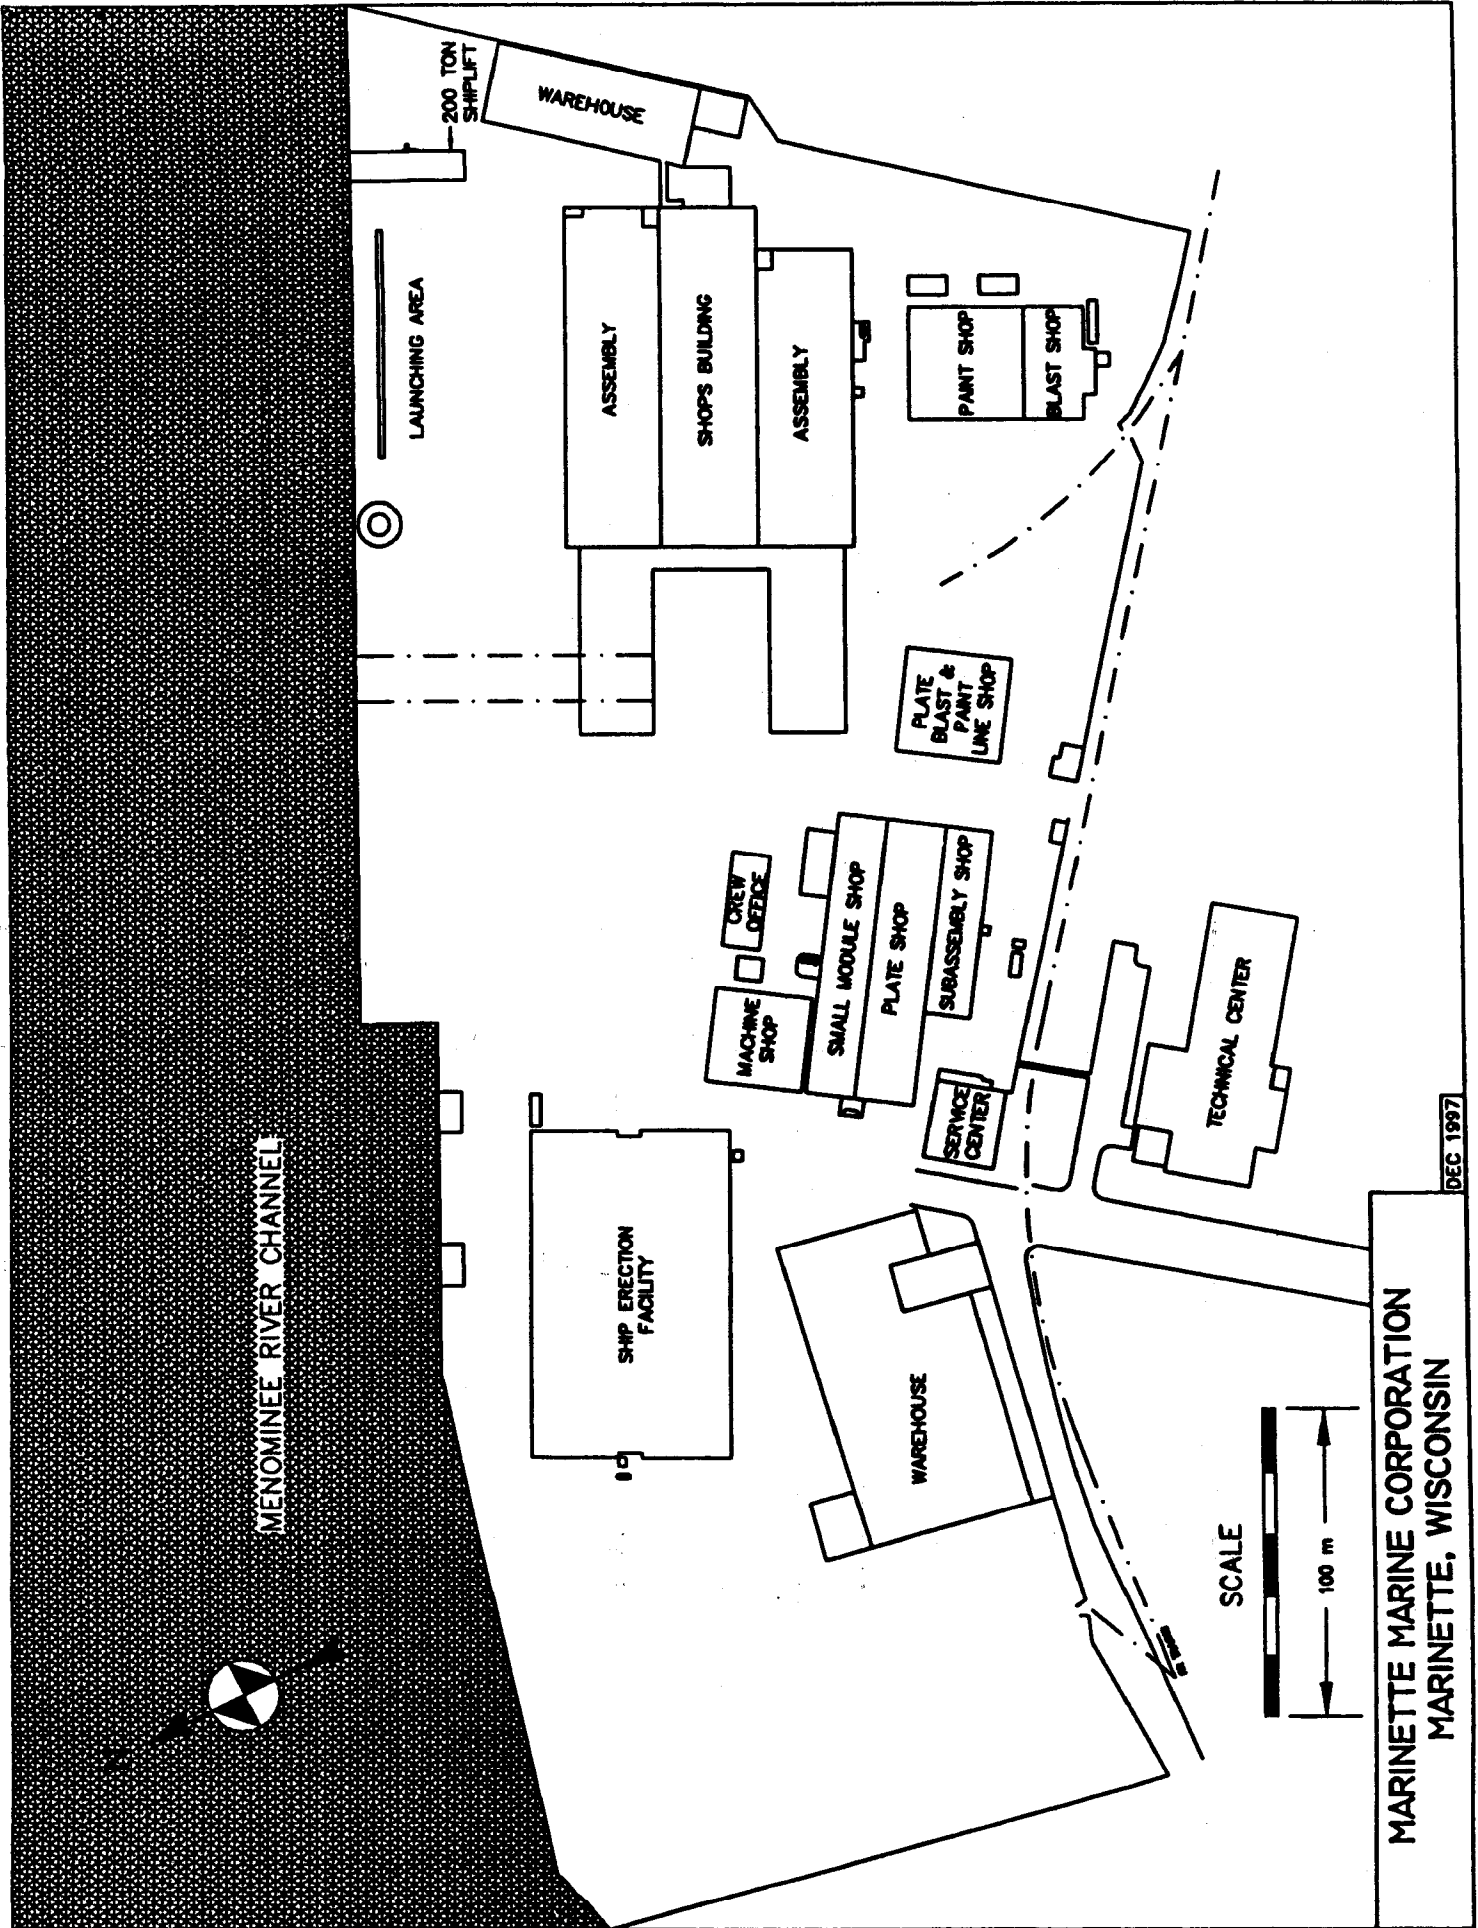 MENOMINEE RIVER CHANNEL
200 TON
SHIPLIFT
WAREHOUSE
LAUNCHING AREA
ASSEMBLY
SHOPS BUILDING
ASSEMBLY
PAINT SHOP
BLAST SHOP
PLATE
BLAST &
PAINT
LINE SHOP
CREW
OFFICE
MACHINE
SHOP
SMALL MODULE SHOP
PLATE SHOP
SUBASSEMBLY SHOP
SERVICE
CENTER
TECHNICAL CENTER
SHIP ERECTION
FACILITY
WAREHOUSE
N
SCALE
100 m
DEC 1997
MARINETTE MARINE CORPORATION
MARINETTE, WISCONSIN